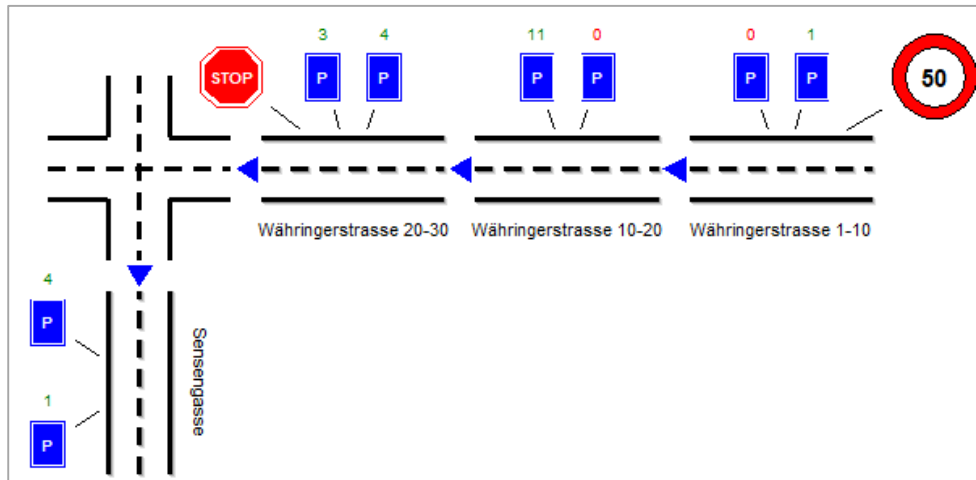 3 4 11 0 0 1
STOP P P P P P P 50
Währingerstrasse 20-30 Währingerstrasse 10-20 Währingerstrasse 1-10
4
P
Sensengasse
1
P